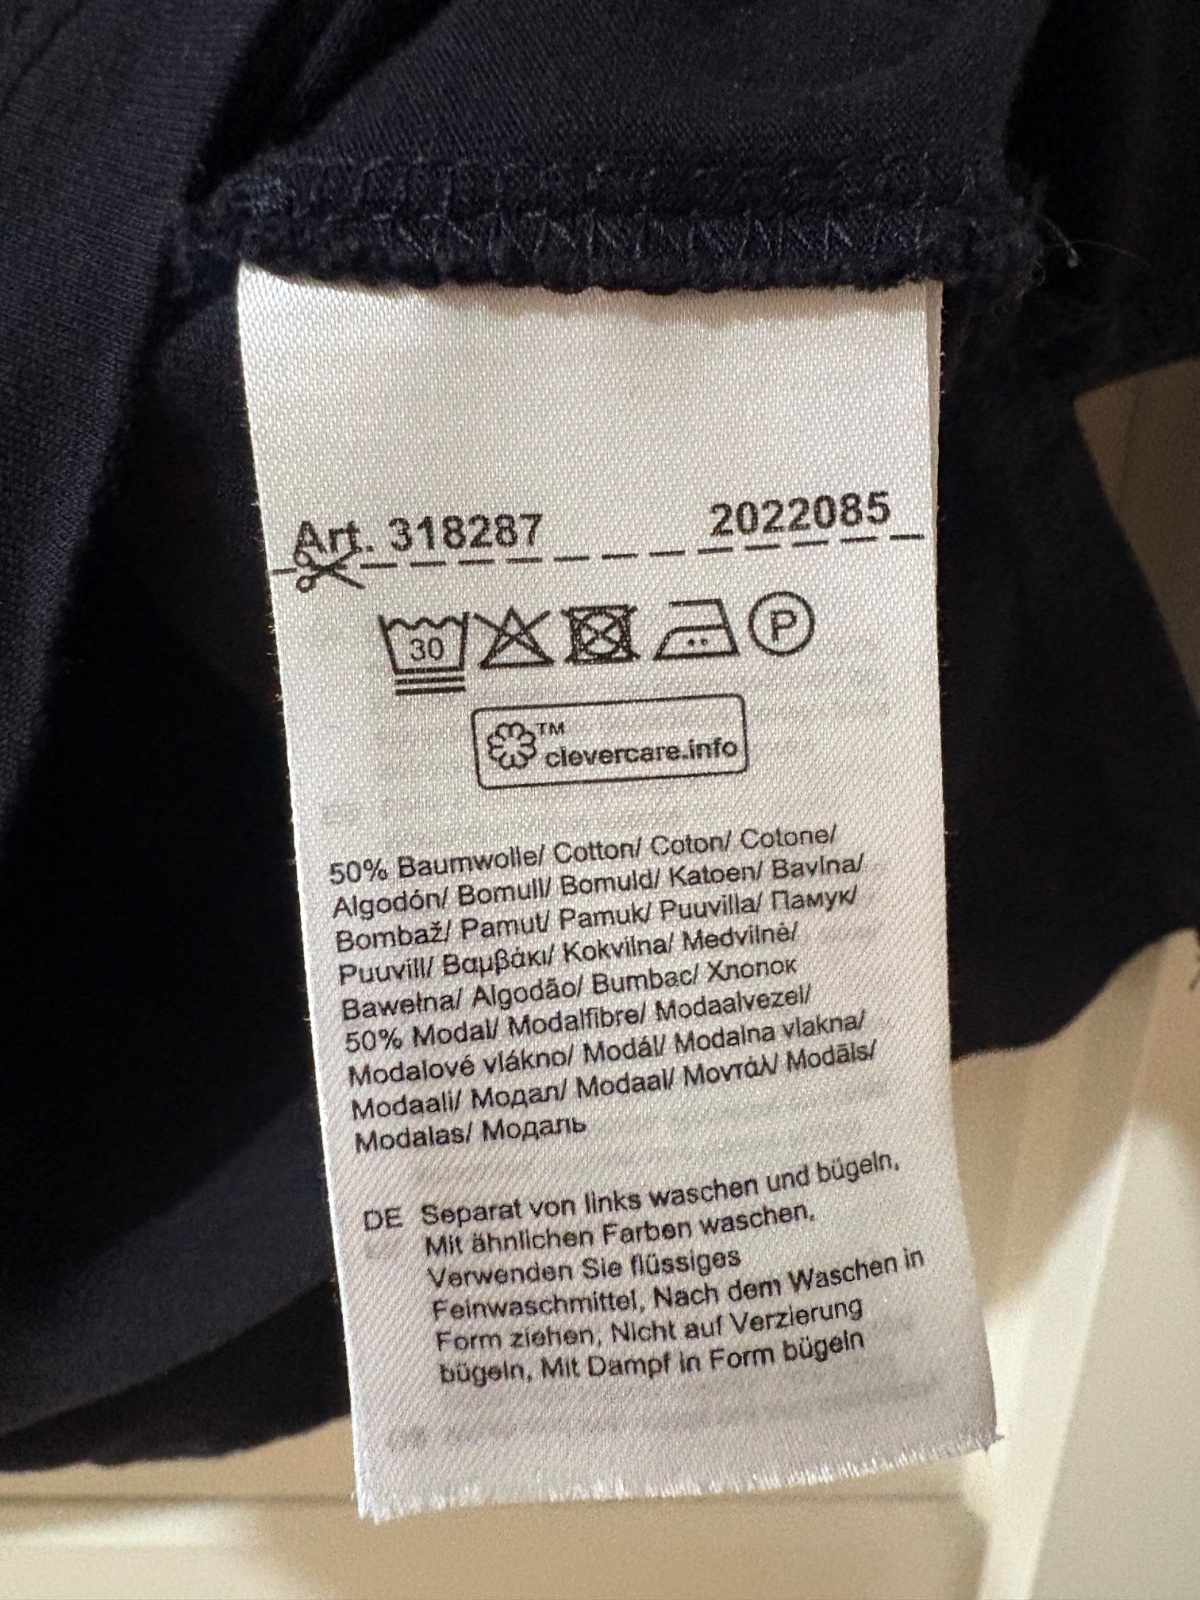 Art. 318287 2022085
30 P
TM
clevercare.info
50% Baumwolle/ Cotton/ Coton/ Cotone/
Algodón/ Bomull/ Bomuld/ Katoen/ Bavlna/
Bombaž/ Pamut/ Pamuk/ Puuvilla/ Памук/
Puuvill/ Βαμβάκι/ Kokvilna/ Medvilnė/
Bawełna/ Algodão/ Bumbac/ Хлопок
50% Modal/ Modalfibre/ Modaalvezel/
Modalové vlákno/ Modál/ Modalna vlakna/
Modaali/ Модал/ Modaal/ Μοντάλ/ Modāls/
Modalas/ Модаль
DE Separat von links waschen und bügeln,
Mit ähnlichen Farben waschen,
Verwenden Sie flüssiges
Feinwaschmittel, Nach dem Waschen in
Form ziehen, Nicht auf Verzierung
bügeln, Mit Dampf in Form bügeln